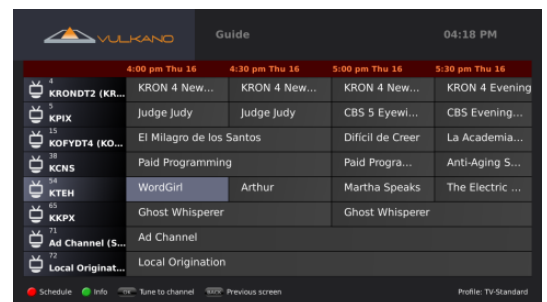 VULKANO Guide 04:18 PM
4:00 pm Thu 16 4:30 pm Thu 16 5:00 pm Thu 16 5:30 pm Thu 16
4 KRONDT2 (KR... KRON 4 New... KRON 4 New... KRON 4 New... KRON 4 Evening
5 KPIX Judge Judy Judge Judy CBS 5 Eyewi... CBS Evening...
15 KOFYDT4 (KO... El Milagro de los Santos Difícil de Creer La Academia...
38 KCNS Paid Programming Paid Progra... Anti-Aging S...
54 KTEH WordGirl Arthur Martha Speaks The Electric ...
65 KKPX Ghost Whisperer Ghost Whisperer
71 Ad Channel (S... Ad Channel
72 Local Originat... Local Origination
Schedule Info OK Tune to channel BACK Previous screen Profile: TV-Standard